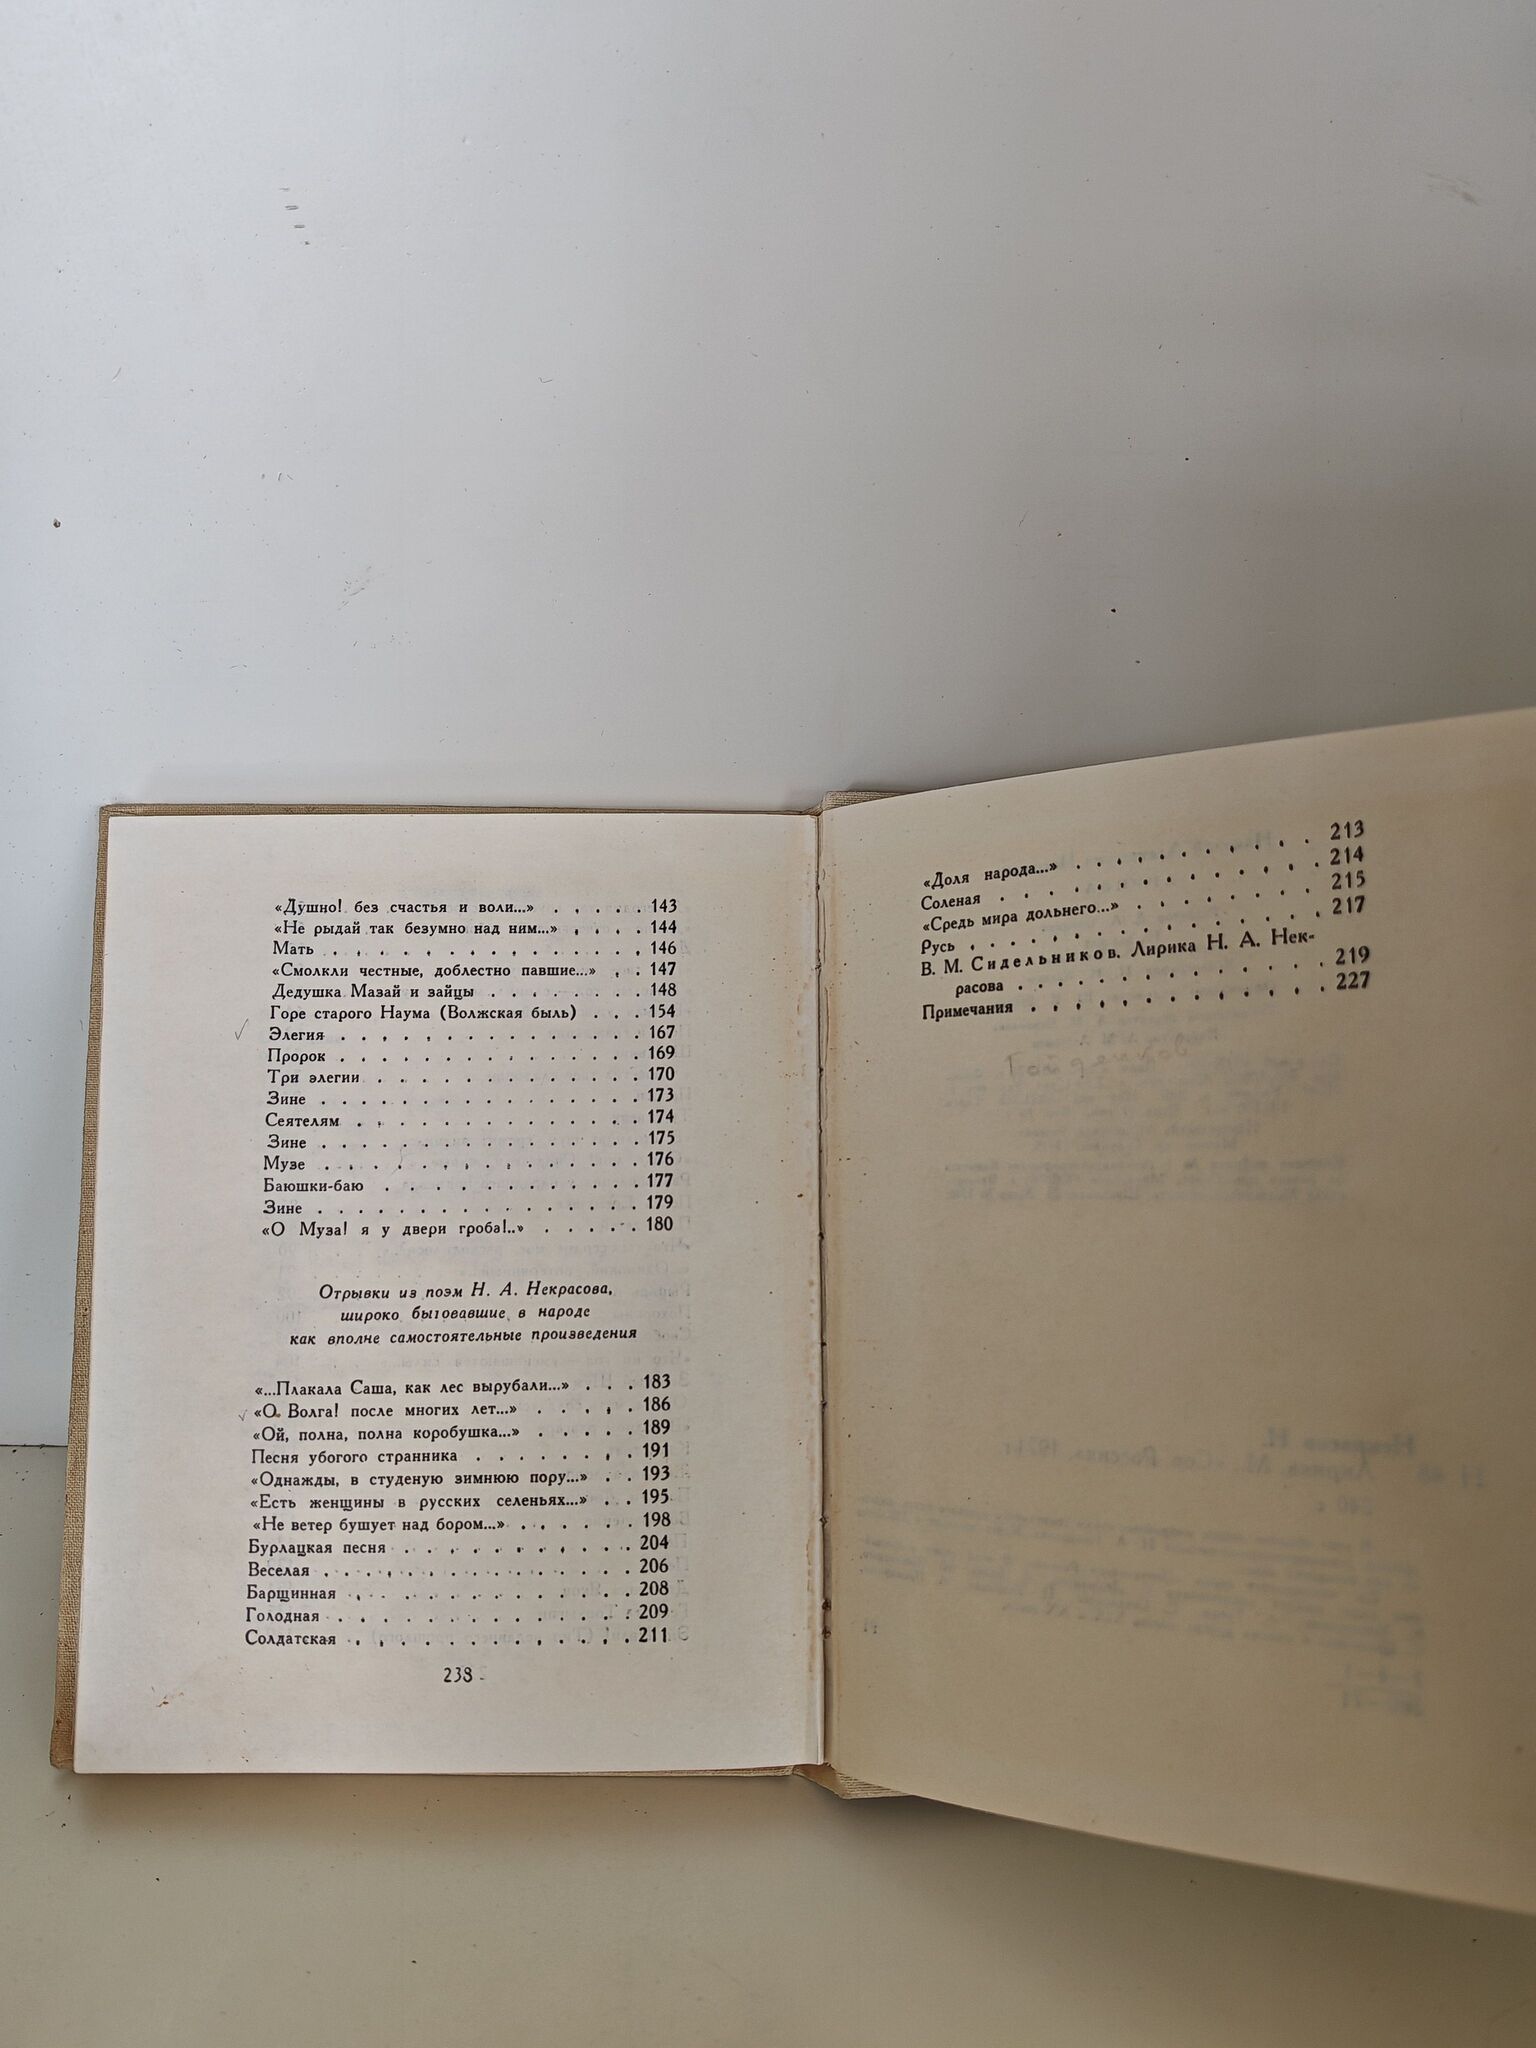 «Душно! без счастья и воли...» . . . . . 143
«Не рыдай так безумно над ним...» . . . . 144
Мать . . . . . . . . . . . . . . . . 146
«Смолкли честные, доблестно павшие...» . . 147
Дедушка Мазай и зайцы . . . . . . . . 148
Горе старого Наума (Волжская быль) . . . 154
Элегия . . . . . . . . . . . . . . . 167
Пророк . . . . . . . . . . . . . . . 169
Три элегии . . . . . . . . . . . . . 170
Зине . . . . . . . . . . . . . . . . 173
Сеятелям . . . . . . . . . . . . . . 174
Зине . . . . . . . . . . . . . . . . 175
Музе . . . . . . . . . . . . . . . . 176
Баюшки-баю . . . . . . . . . . . . . 177
Зине . . . . . . . . . . . . . . . . 179
«О Муза! я у двери гроба!..» . . . . . 180
Отрывки из поэм Н. А. Некрасова,
широко бытовавшие в народе
как вполне самостоятельные произведения
«...Плакала Саша, как лес вырубали...» . . . 183
«О Волга! после многих лет...» . . . . . 186
«Ой, полна, полна коробушка...» . . . . . 189
Песня убогого странника . . . . . . . . 191
«Однажды, в студеную зимнюю пору...» . . 193
«Есть женщины в русских селеньях...» . . 195
«Не ветер бушует над бором...» . . . . . . 198
Бурлацкая песня . . . . . . . . . . . 204
Веселая . . . . . . . . . . . . . . . 206
Барщинная . . . . . . . . . . . . . . 208
Голодная . . . . . . . . . . . . . . 209
Солдатская . . . . . . . . . . . . . 211
238
«Доля народа...» . . . . . . . . . . . 213
Соленая . . . . . . . . . . . . . . . 214
«Средь мира дольнего...» . . . . . . . . 215
Русь . . . . . . . . . . . . . . . . 217
В. М. Сидельников. Лирика Н. А. Нек-
расова . . . . . . . . . . . . . . . 219
Примечания . . . . . . . . . . . . . 227